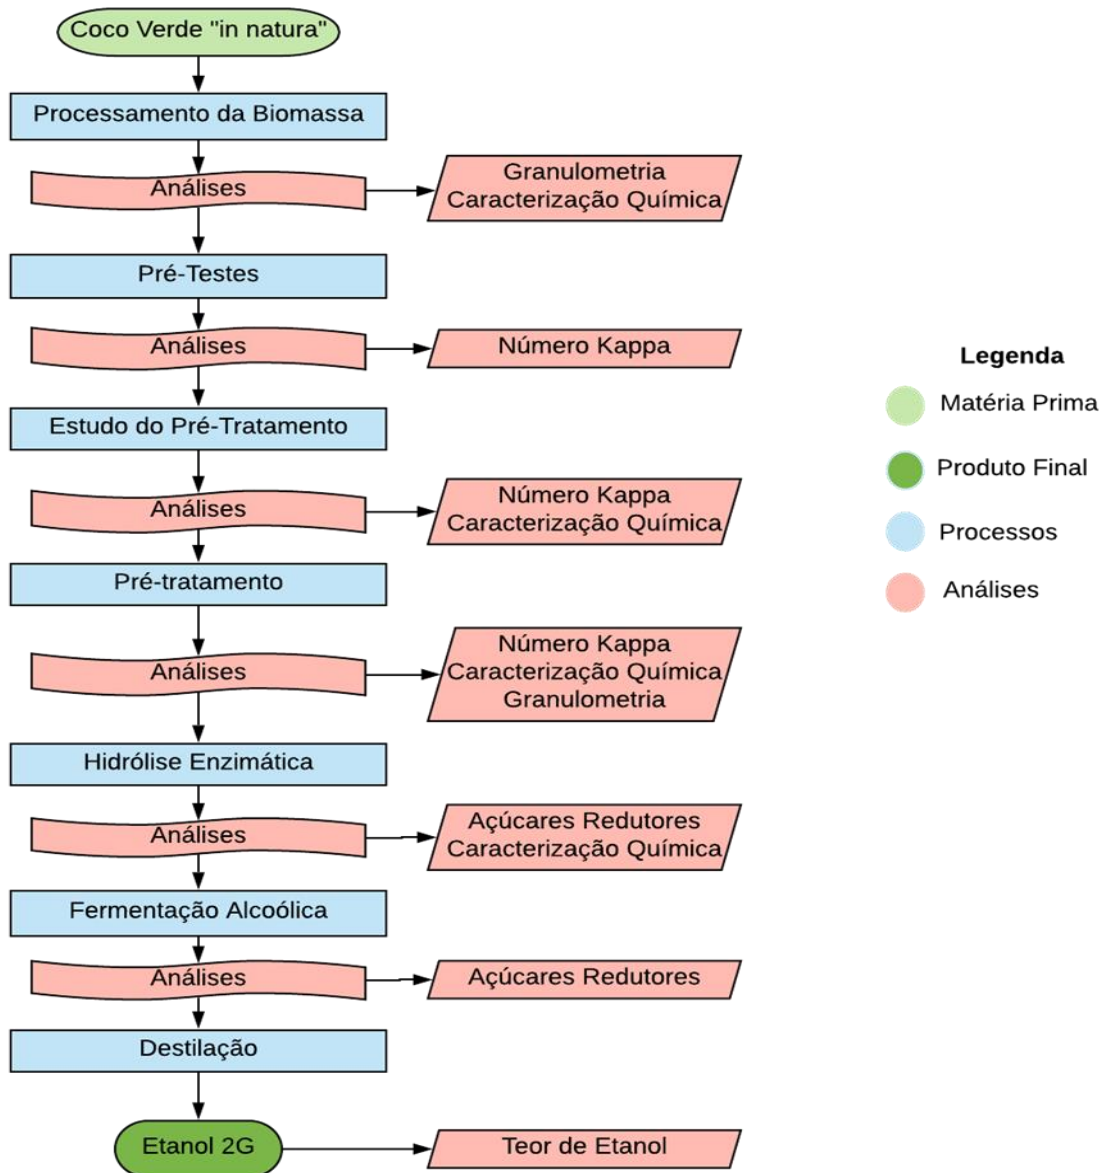 Coco Verde "in natura"
Processamento da Biomassa
Análises
Granulometria
Caracterização Química
Pré-Testes
Análises
Número Kappa
Estudo do Pré-Tratamento
Análises
Número Kappa
Caracterização Química
Pré-tratamento
Análises
Número Kappa
Caracterização Química
Granulometria
Hidrólise Enzimática
Análises
Açúcares Redutores
Caracterização Química
Fermentação Alcoólica
Análises
Açúcares Redutores
Destilação
Etanol 2G
Teor de Etanol
Legenda
Matéria Prima
Produto Final
Processos
Análises